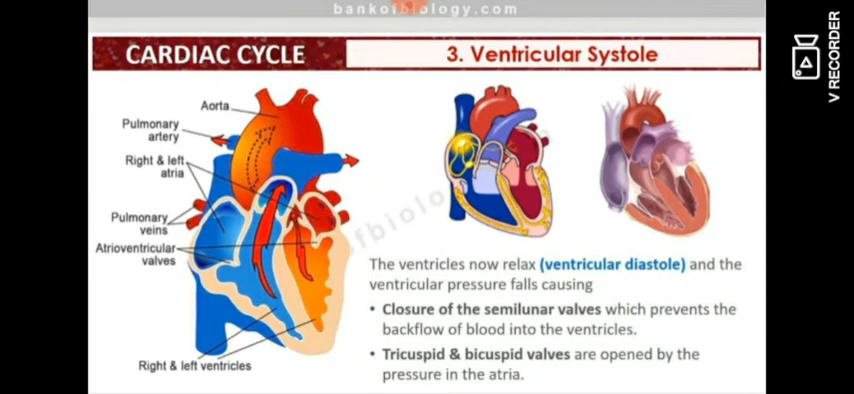 bankofbiology.com
CARDIAC CYCLE
3. Ventricular Systole
V RECORDER
Aorta
Pulmonary
artery
Right & left
atria
Pulmonary
veins
Atrioventricular
valves
Right & left ventricles
fbiolo
The ventricles now relax (ventricular diastole) and the
ventricular pressure falls causing
• Closure of the semilunar valves which prevents the
backflow of blood into the ventricles.
• Tricuspid & bicuspid valves are opened by the
pressure in the atria.